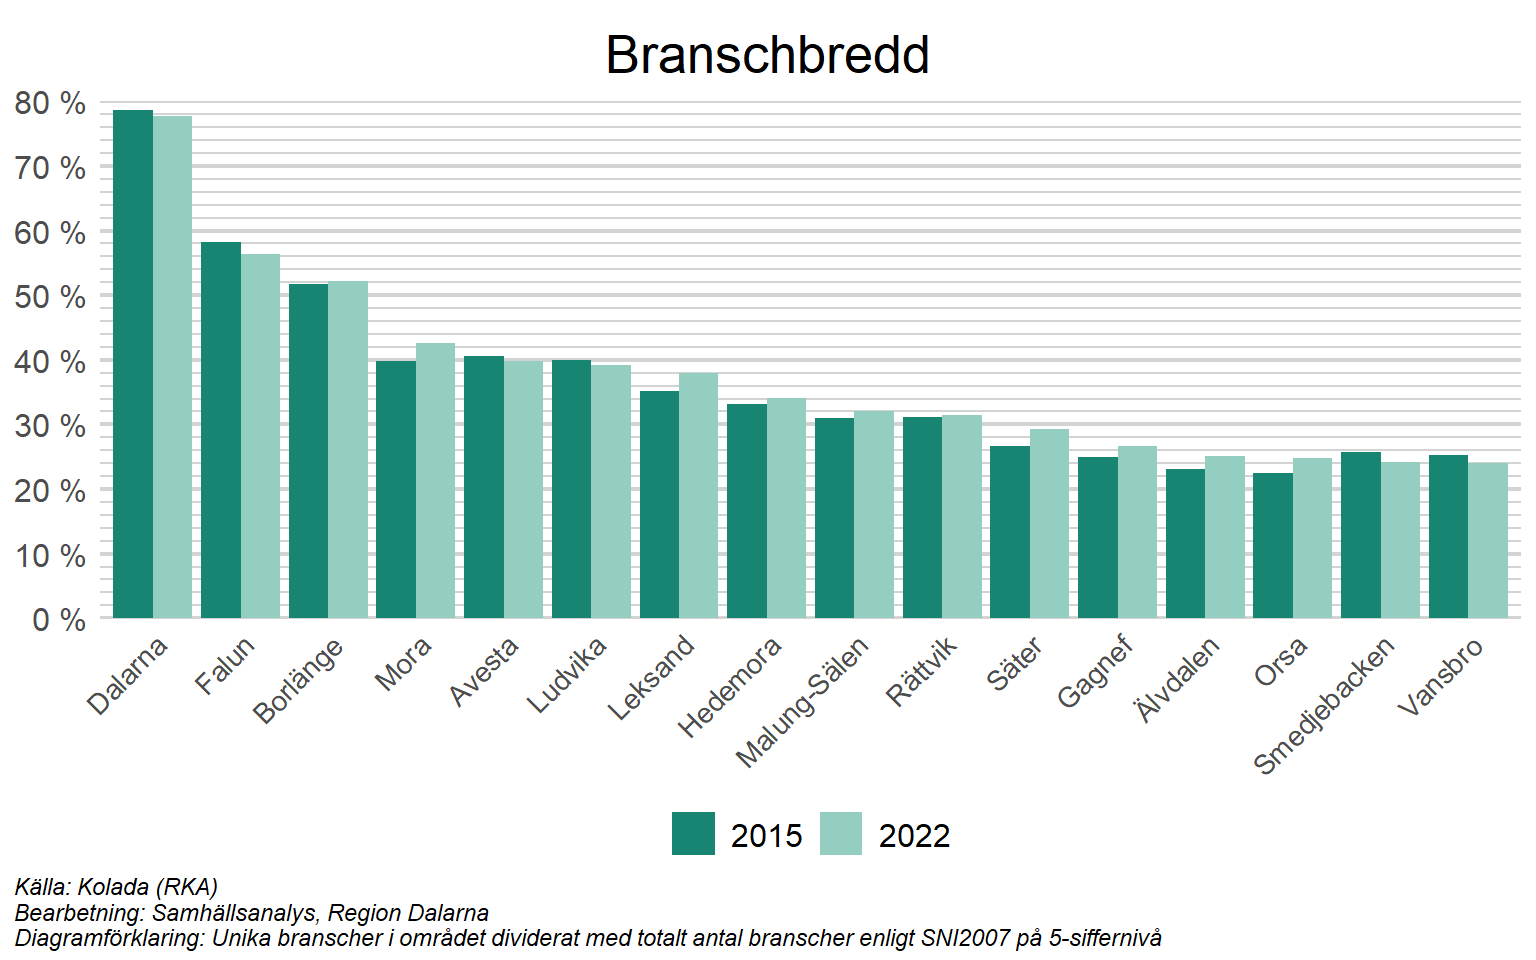 Branschbredd
80 %
70 %
60 %
50 %
40 %
30 %
20 %
10 %
0 %
Dalarna
Falun
Borlänge
Mora
Avesta
Ludvika
Leksand
Hedemora
Malung-Sälen
Rättvik
Säter
Gagnef
Älvdalen
Orsa
Smedjebacken
Vansbro
2015
2022
Källa: Kolada (RKA)
Bearbetning: Samhällsanalys, Region Dalarna
Diagramförklaring: Unika branscher i området dividerat med totalt antal branscher enligt SNI2007 på 5-siffernivå